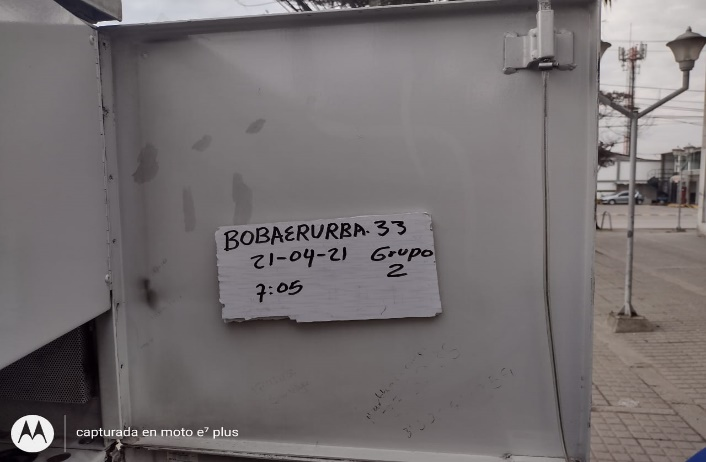 BOBAERURBA. 33
21-04-21 Grupo
2
7:05
capturada en moto e⁷ plus